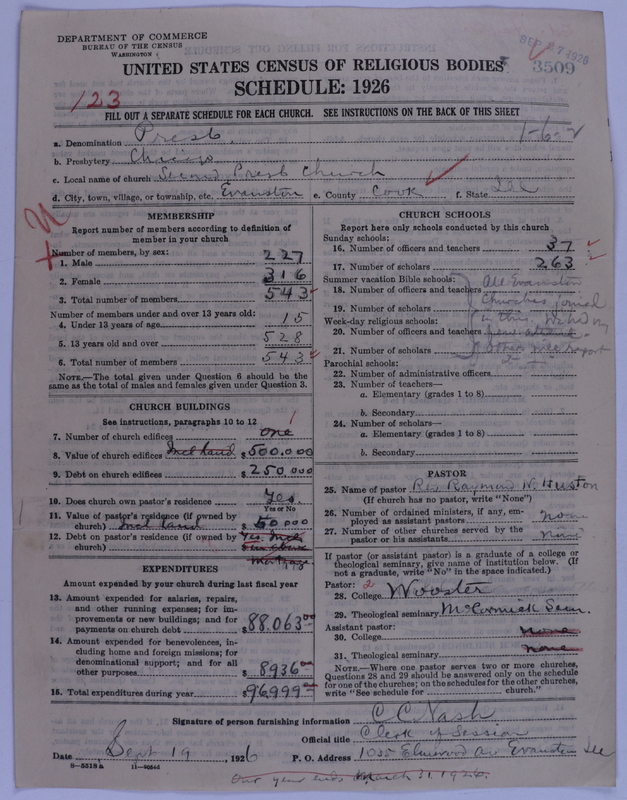 DEPARTMENT OF COMMERCE
BUREAU OF THE CENSUS
WASHINGTON
SEP 27 1926
3509
UNITED STATES CENSUS OF RELIGIOUS BODIES
SCHEDULE: 1926
123
FILL OUT A SEPARATE SCHEDULE FOR EACH CHURCH. SEE INSTRUCTIONS ON THE BACK OF THIS SHEET
a. Denomination Presb.
b. Presbytery Chicago
c. Local name of church Second Presb Church
d. City, town, village, or township, etc. Evanston e. County Cook f. State Ill
MEMBERSHIP
Report number of members according to definition of
member in your church
Number of members, by sex:
1. Male 227
2. Female 316
3. Total number of members 543
Number of members under and over 13 years old:
4. Under 13 years of age 15
5. 13 years old and over 528
6. Total number of members 543
NOTE.—The total given under Question 6 should be
same as the total of males and females given under Question 3.
CHURCH BUILDINGS
See instructions, paragraphs 10 to 12
7. Number of church edifices one 1
8. Value of church edifices Incl land $500.000
9. Debt on church edifices $250.000
10. Does church own pastor's residence Yes.
Yes or No
11. Value of pastor's residence (if owned by
church) Incl land $50000
12. Debt on pastor's residence (if owned by
church) Yes. Incl
Mortgage
EXPENDITURES
Amount expended by your church during last fiscal year
13. Amount expended for salaries, repairs,
and other running expenses; for im-
provements or new buildings; and for
payments on church debt $88.063
14. Amount expended for benevolences, in-
cluding home and foreign missions; for
denominational support; and for all
other purposes $8936
15. Total expenditures during year $96999
CHURCH SCHOOLS
Report here only schools conducted by this church
Sunday schools:
16. Number of officers and teachers 37
17. Number of scholars 263
Summer vacation Bible schools:
18. Number of officers and teachers All Evanston
Churches joined
19. Number of scholars in this.
Week-day religious schools:
20. Number of officers and teachers
21. Number of scholars
Parochial schools:
22. Number of administrative officers
23. Number of teachers—
a. Elementary (grades 1 to 8)
b. Secondary
24. Number of scholars—
a. Elementary (grades 1 to 8)
b. Secondary
PASTOR
25. Name of pastor Rev Raymond W. Huston
(If church has no pastor, write "None")
26. Number of ordained ministers, if any, em-
ployed as assistant pastors none
27. Number of other churches served by the
pastor or his assistants none
If pastor (or assistant pastor) is a graduate of a college or
theological seminary, give name of institution below. (If
not a graduate, write "No" in the space indicated.)
Pastor: 2
28. College Wooster
29. Theological seminary McCormick Sem.
Assistant pastor:
30. College none
31. Theological seminary none
NOTE.—Where one pastor serves two or more churches,
Questions 28 and 29 should be answered only on the schedule
for one of the churches; on the schedules for the other churches,
write "See schedule for church."
Signature of person furnishing information C C Nash
Official title Clerk of Session
Date Sept 19, 1926 P. O. Address 1035 Elmwood Av Evanston Ill
8—5518 a 11—90545
Our year ends March 31, 1926.